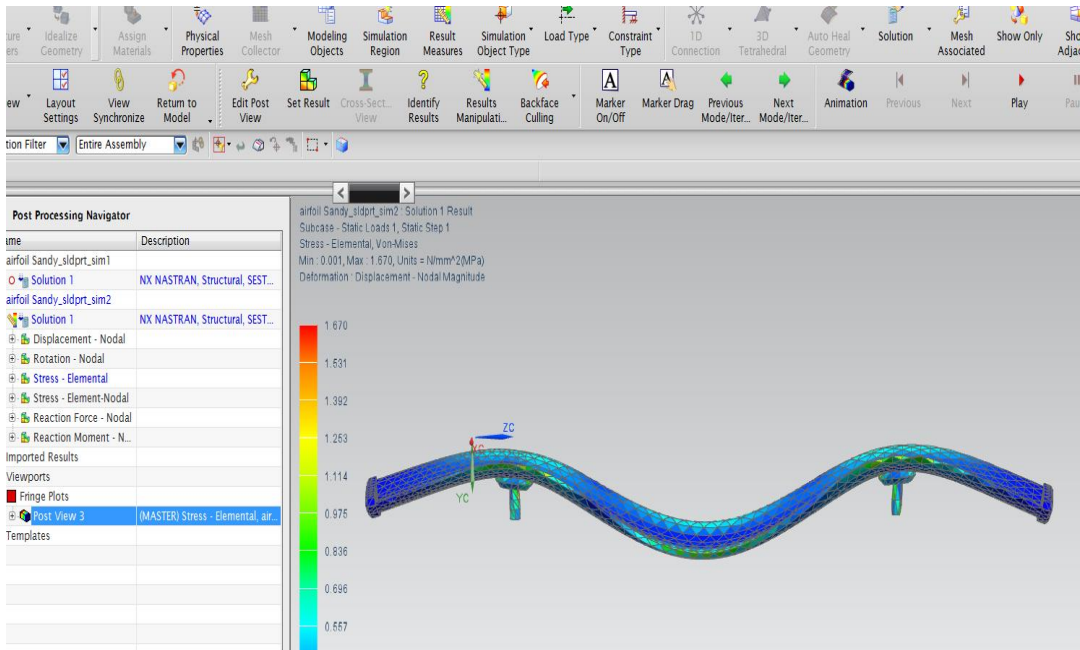 Idealize Geometry
Assign Materials
Physical Properties
Mesh Collector
Modeling Objects
Simulation Region
Result Measures
Simulation Object Type
Load Type
Constraint Type
1D Connection
3D Tetrahedral
Auto Heal Geometry
Solution
Mesh Associated
Show Only
Layout Settings
View Synchronize
Return to Model
Edit Post View
Set Result
Cross-Sect... View
Identify Results
Results Manipulati...
Backface Culling
A
Marker On/Off
A
Marker Drag
Previous Mode/Iter...
Next Mode/Iter...
Animation
Previous
Next
Play
tion Filter
Entire Assembly
Post Processing Navigator
ame
Description
airfoil Sandy_sldprt_sim1
Solution 1
NX NASTRAN, Structural, SEST...
airfoil Sandy_sldprt_sim2
Solution 1
NX NASTRAN, Structural, SEST...
Displacement - Nodal
Rotation - Nodal
Stress - Elemental
Stress - Element-Nodal
Reaction Force - Nodal
Reaction Moment - N...
Imported Results
Viewports
Fringe Plots
Post View 3
(MASTER) Stress - Elemental, air...
Templates
airfoil Sandy_sldprt_sim2 : Solution 1 Result
Subcase - Static Loads 1, Static Step 1
Stress - Elemental, Von-Mises
Min : 0.001, Max : 1.670, Units = N/mm^2(MPa)
Deformation : Displacement - Nodal Magnitude
1.670
1.531
1.392
1.253
1.114
0.975
0.836
0.696
0.557
ZC
YC